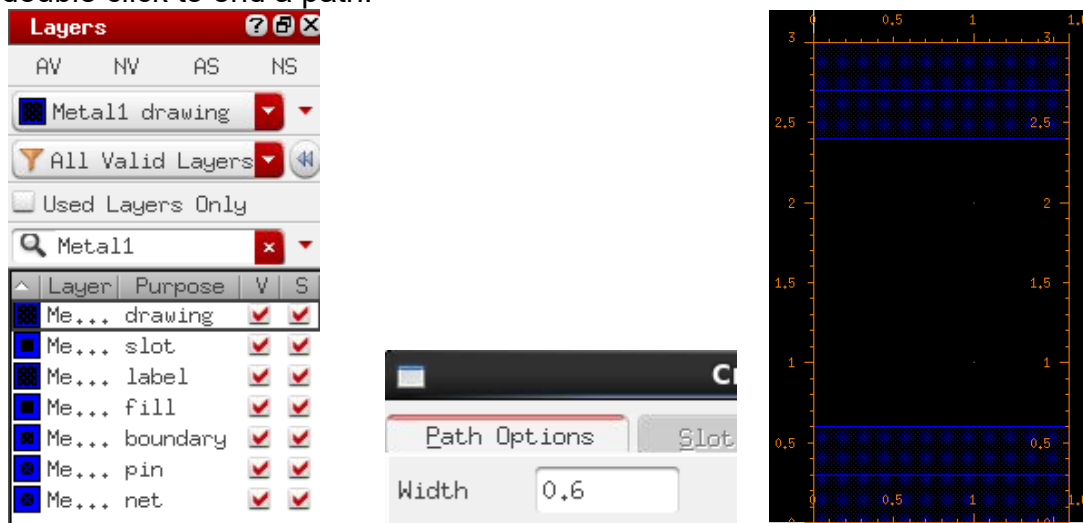 double-click to end a path.
Layers
AV NV AS NS
Metal1 drawing
All Valid Layers
Used Layers Only
Metal1
Layer Purpose V S
Me... drawing
Me... slot
Me... label
Me... fill
Me... boundary
Me... pin
Me... net
Path Options Slot
Width 0.6
0 0.5 1
3 3
2.5 2.5
2 2
1.5 1.5
1 1
0.5 0.5
0 0.5 1